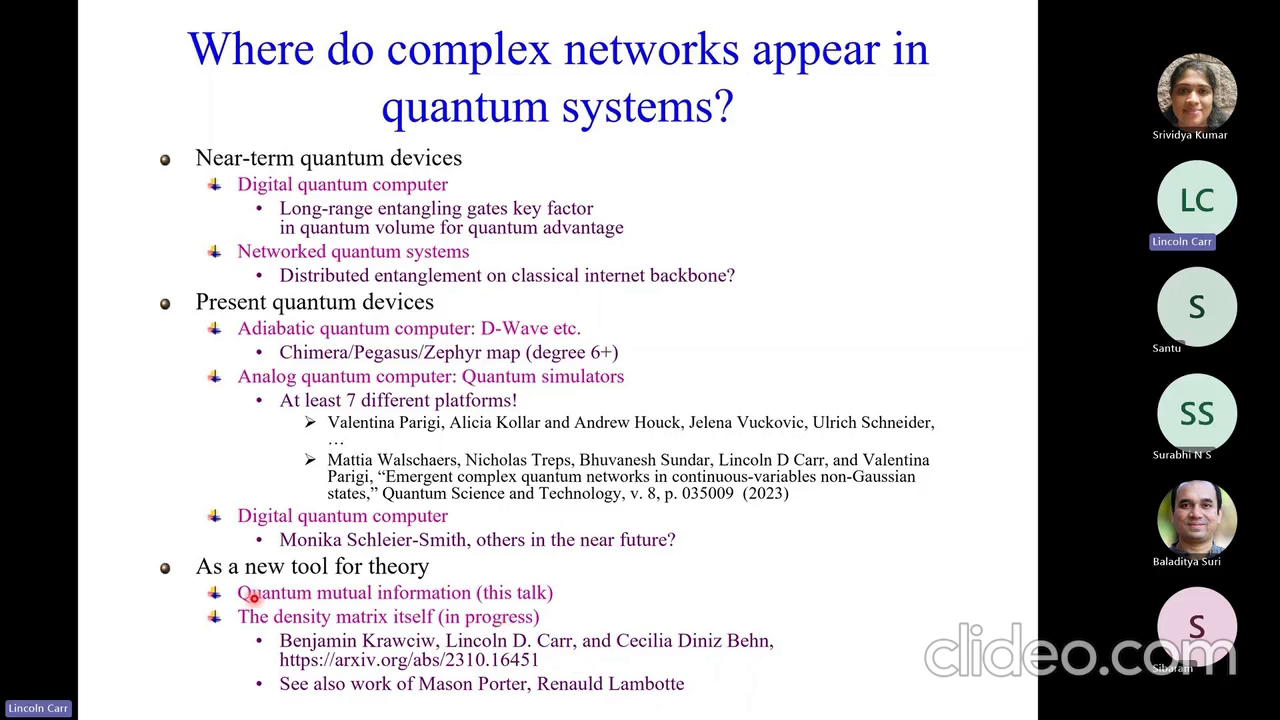 Where do complex networks appear in
quantum systems?
Near-term quantum devices
Digital quantum computer
• Long-range entangling gates key factor
in quantum volume for quantum advantage
Networked quantum systems
• Distributed entanglement on classical internet backbone?
Present quantum devices
Adiabatic quantum computer: D-Wave etc.
• Chimera/Pegasus/Zephyr map (degree 6+)
Analog quantum computer: Quantum simulators
• At least 7 different platforms!
➢ Valentina Parigi, Alicia Kollar and Andrew Houck, Jelena Vuckovic, Ulrich Schneider,
…
➢ Mattia Walschaers, Nicholas Treps, Bhuvanesh Sundar, Lincoln D Carr, and Valentina
Parigi, “Emergent complex quantum networks in continuous-variables non-Gaussian
states,” Quantum Science and Technology, v. 8, p. 035009 (2023)
Digital quantum computer
• Monika Schleier-Smith, others in the near future?
As a new tool for theory
Quantum mutual information (this talk)
The density matrix itself (in progress)
• Benjamin Krawciw, Lincoln D. Carr, and Cecilia Diniz Behn,
https://arxiv.org/abs/2310.16451
• See also work of Mason Porter, Renauld Lambotte
Srividya Kumar
LC
Lincoln Carr
S
Santu
SS
Surabhi N S
Baladitya Suri
S
Sibaram
clideo.com
Lincoln Carr